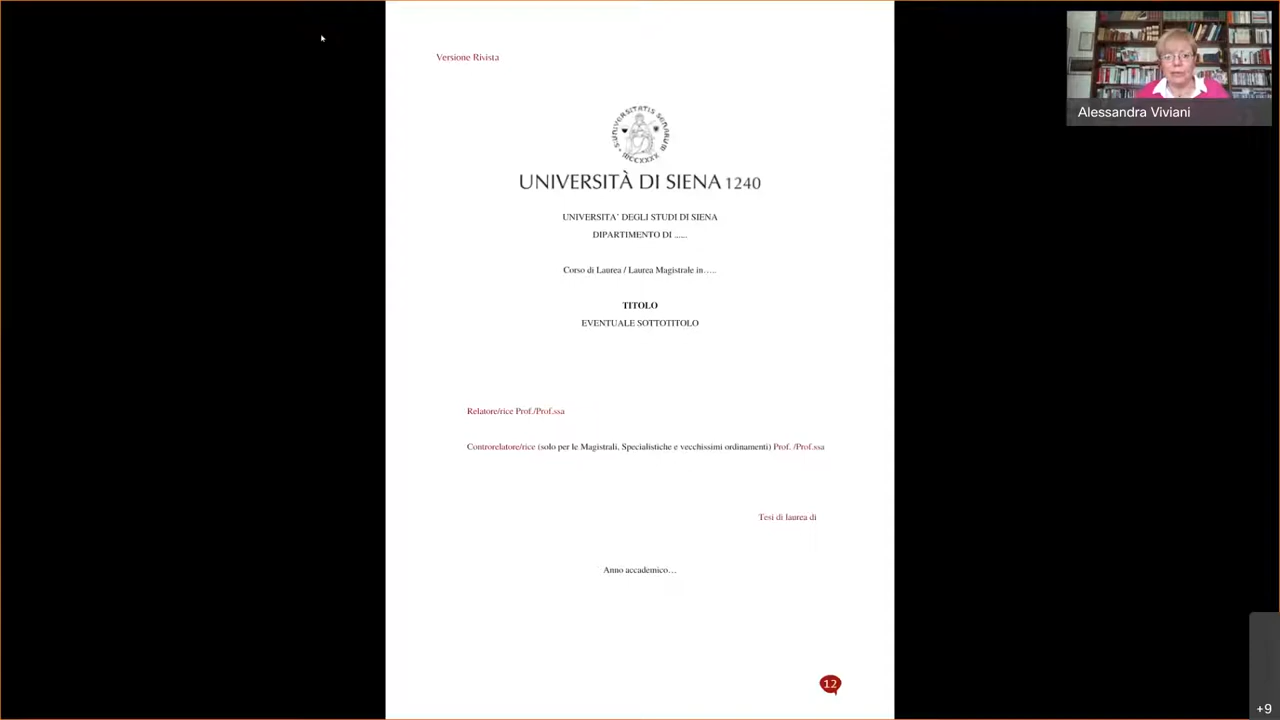 Versione Rivista
UNIVERSITÀ DI SIENA 1240
UNIVERSITA' DEGLI STUDI DI SIENA
DIPARTIMENTO DI ......
Corso di Laurea / Laurea Magistrale in…..
TITOLO
EVENTUALE SOTTOTITOLO
Relatore/rice Prof./Prof.ssa
Controrelatore/rice (solo per le Magistrali, Specialistiche e vecchissimi ordinamenti) Prof. /Prof.ssa
Tesi di laurea di
Anno accademico…
12
Alessandra Viviani
+9